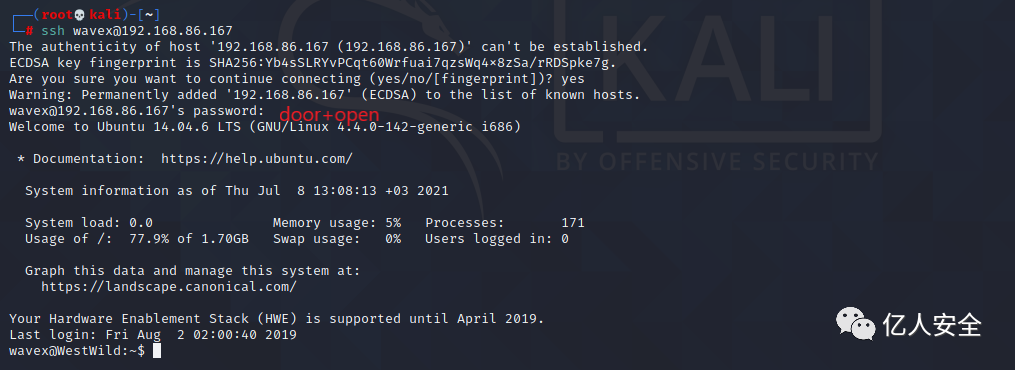 ┌──(root💀kali)-[~]
└─# ssh wavex@192.168.86.167
The authenticity of host '192.168.86.167 (192.168.86.167)' can't be established.
ECDSA key fingerprint is SHA256:Yb4sSLRYvPCqt60Wrfuai7qzsWq4×8zSa/rRDSpke7g.
Are you sure you want to continue connecting (yes/no/[fingerprint])? yes
Warning: Permanently added '192.168.86.167' (ECDSA) to the list of known hosts.
wavex@192.168.86.167's password: door+open
Welcome to Ubuntu 14.04.6 LTS (GNU/Linux 4.4.0-142-generic i686)
* Documentation:  https://help.ubuntu.com/
System information as of Thu Jul  8 13:08:13 +03 2021
System load: 0.0 Memory usage: 5% Processes: 171
Usage of /: 77.9% of 1.70GB Swap usage: 0% Users logged in: 0
Graph this data and manage this system at:
https://landscape.canonical.com/
Your Hardware Enablement Stack (HWE) is supported until April 2019.
Last login: Fri Aug  2 02:00:40 2019
wavex@WestWild:~$
KALI
BY OFFENSIVE SECURITY
亿人安全